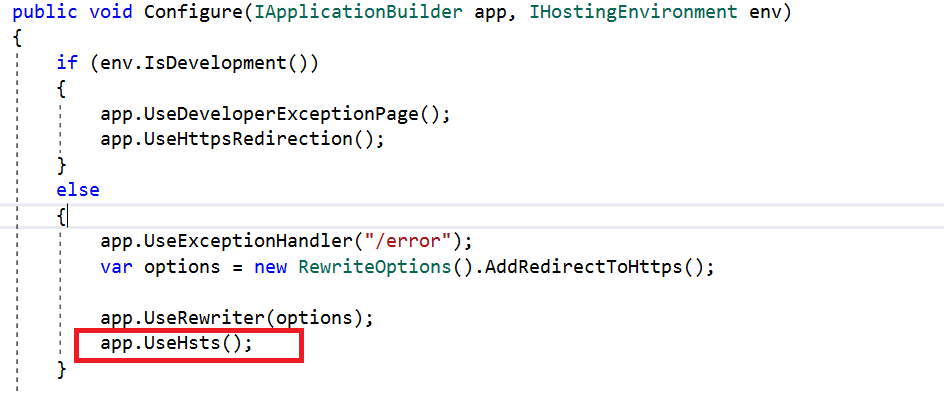 public void Configure(IApplicationBuilder app, IHostingEnvironment env)
{
if (env.IsDevelopment())
{
app.UseDeveloperExceptionPage();
app.UseHttpsRedirection();
}
else
{
app.UseExceptionHandler("/error");
var options = new RewriteOptions().AddRedirectToHttps();
app.UseRewriter(options);
app.UseHsts();
}